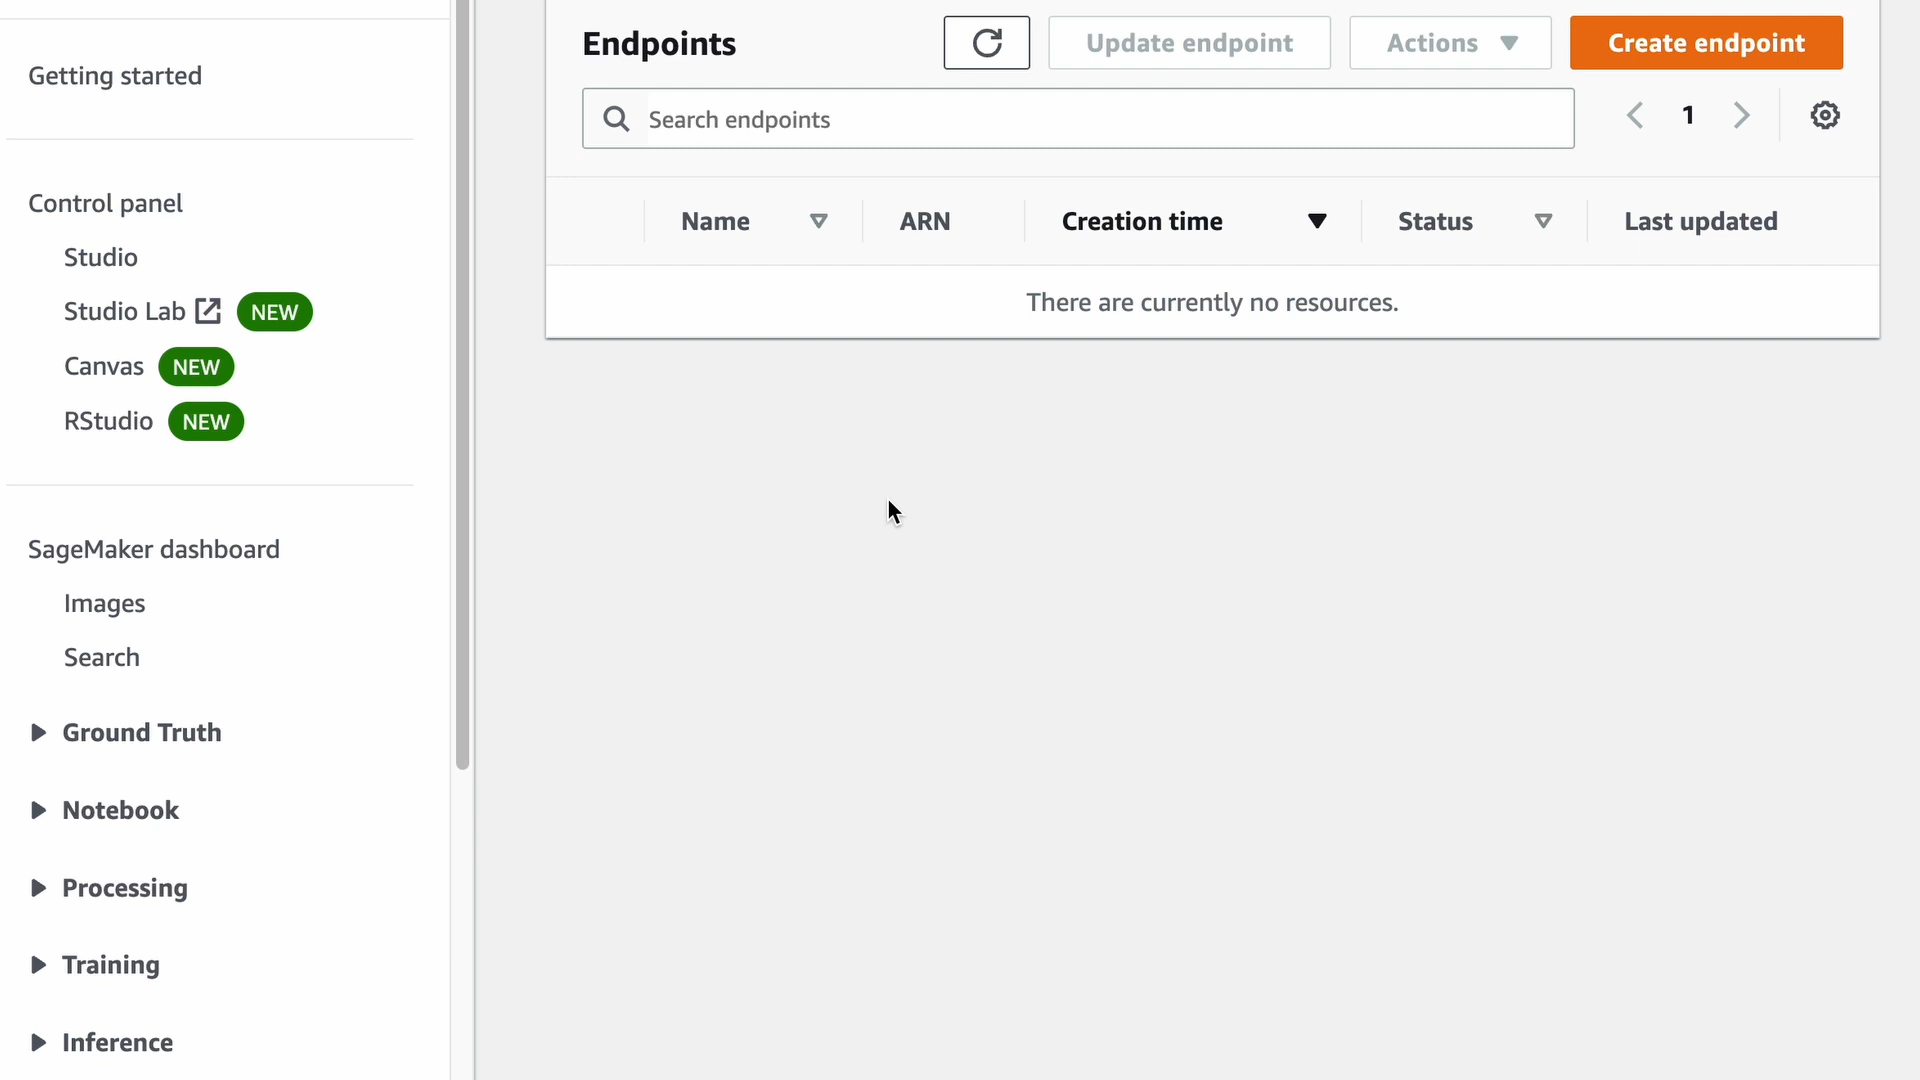 Getting started
Control panel
Studio
Studio Lab NEW
Canvas NEW
RStudio NEW
SageMaker dashboard
Images
Search
Ground Truth
Notebook
Processing
Training
Inference
Endpoints
Update endpoint
Actions
Create endpoint
Search endpoints
1
Name ARN Creation time Status Last updated
There are currently no resources.